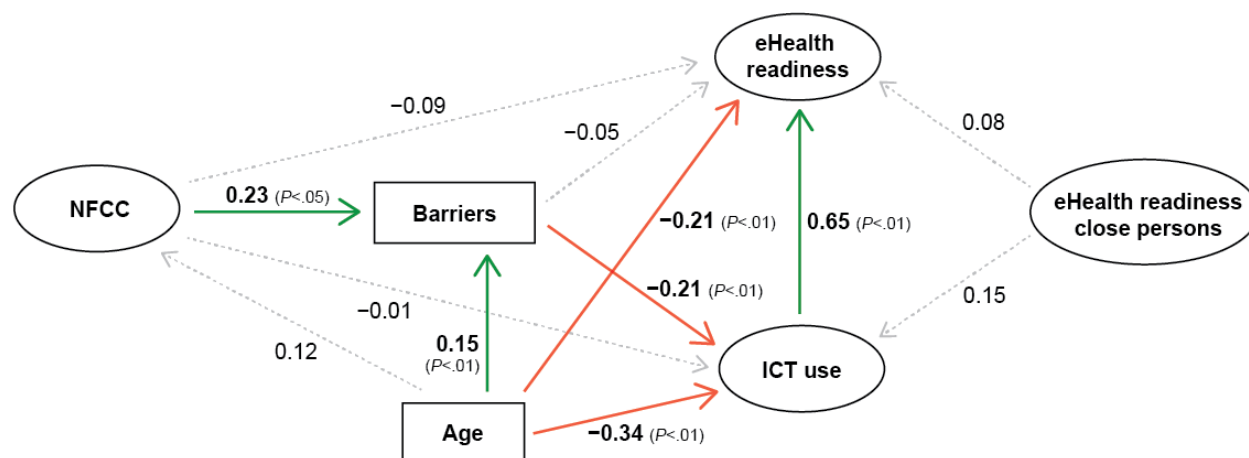 eHealth
readiness
−0.09
−0.05
0.08
NFCC
0.23 (P<.05)
Barriers
−0.21 (P<.01)
0.65 (P<.01)
eHealth readiness
close persons
−0.21 (P<.01)
−0.01
0.15
0.12
0.15
(P<.01)
ICT use
Age
−0.34 (P<.01)